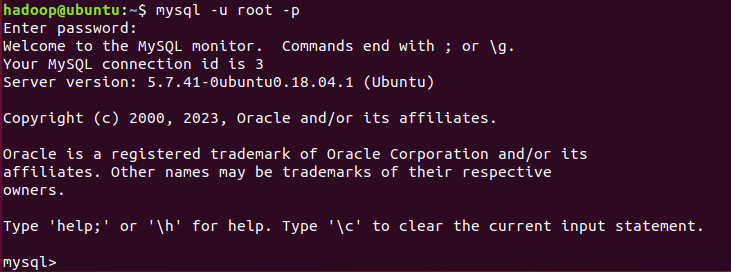 hadoop@ubuntu:~$ mysql -u root -p
Enter password:
Welcome to the MySQL monitor.  Commands end with ; or \g.
Your MySQL connection id is 3
Server version: 5.7.41-0ubuntu0.18.04.1 (Ubuntu)
Copyright (c) 2000, 2023, Oracle and/or its affiliates.
Oracle is a registered trademark of Oracle Corporation and/or its
affiliates. Other names may be trademarks of their respective
owners.
Type 'help;' or '\h' for help. Type '\c' to clear the current input statement.
mysql>